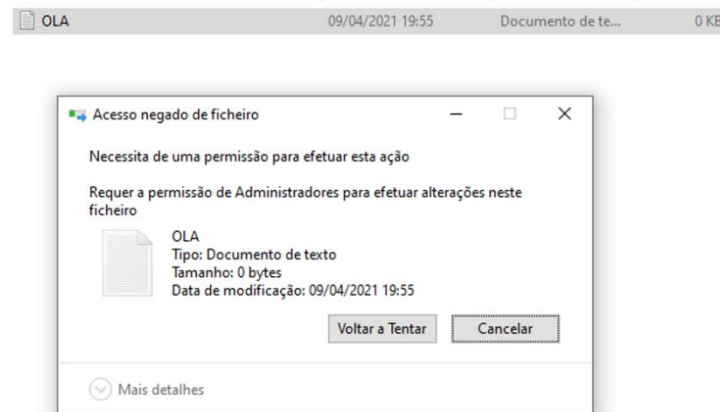 OLA 09/04/2021 19:55 Documento de te... 0 KB
Acesso negado de ficheiro
Necessita de uma permissão para efetuar esta ação
Requer a permissão de Administradores para efetuar alterações neste
ficheiro
OLA
Tipo: Documento de texto
Tamanho: 0 bytes
Data de modificação: 09/04/2021 19:55
Voltar a Tentar Cancelar
Mais detalhes